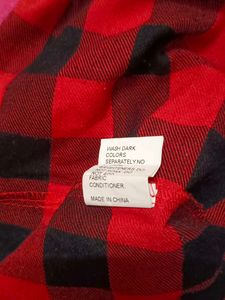 WASH DARK
COLORS
SEPARATELY.NO
FABRIC
CONDITIONER.
MADE IN CHINA